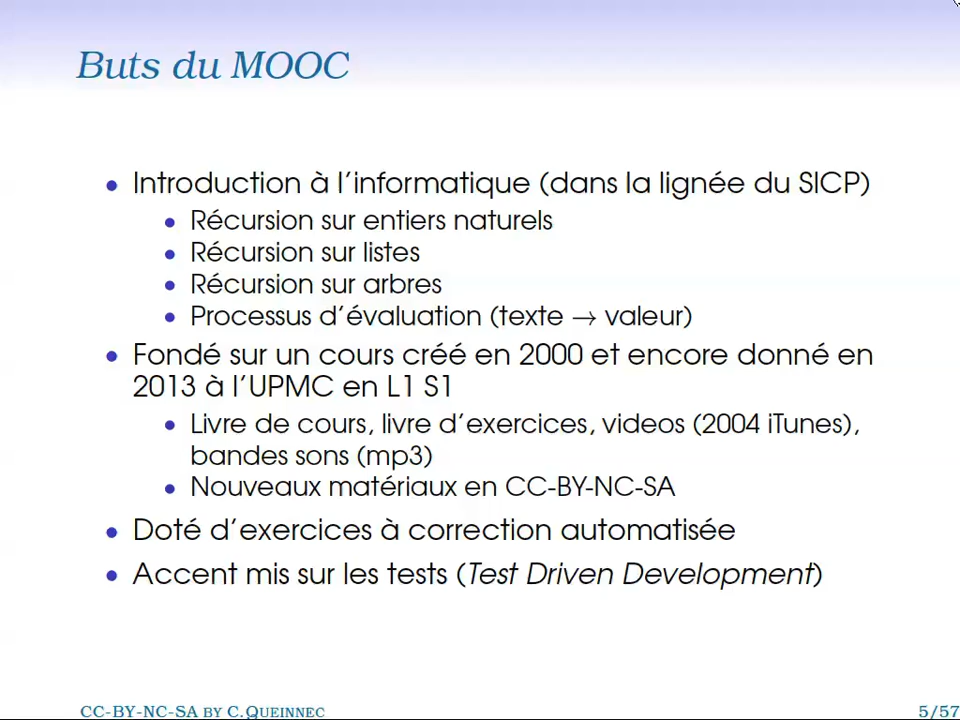 Buts du MOOC
• Introduction à l'informatique (dans la lignée du SICP)
• Récursion sur entiers naturels
• Récursion sur listes
• Récursion sur arbres
• Processus d'évaluation (texte → valeur)
• Fondé sur un cours créé en 2000 et encore donné en
2013 à l'UPMC en L1 S1
• Livre de cours, livre d'exercices, videos (2004 iTunes),
bandes sons (mp3)
• Nouveaux matériaux en CC-BY-NC-SA
• Doté d'exercices à correction automatisée
• Accent mis sur les tests (Test Driven Development)
CC-BY-NC-SA BY C.QUEINNEC 5/57